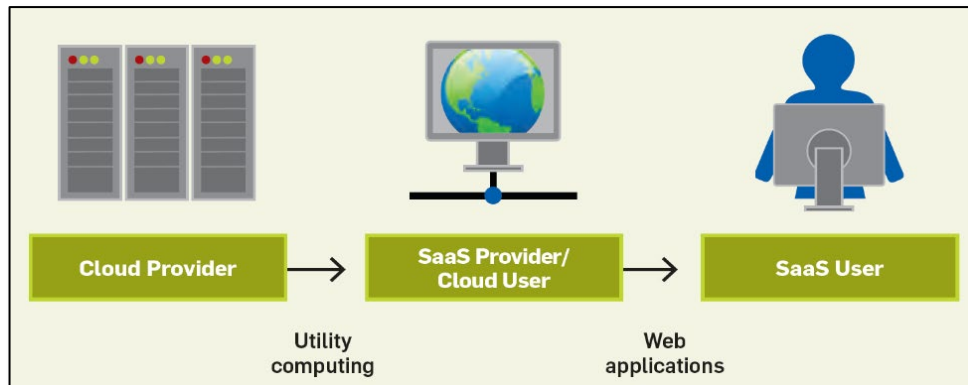 Cloud Provider
SaaS Provider/
Cloud User
SaaS User
Utility
computing
Web
applications